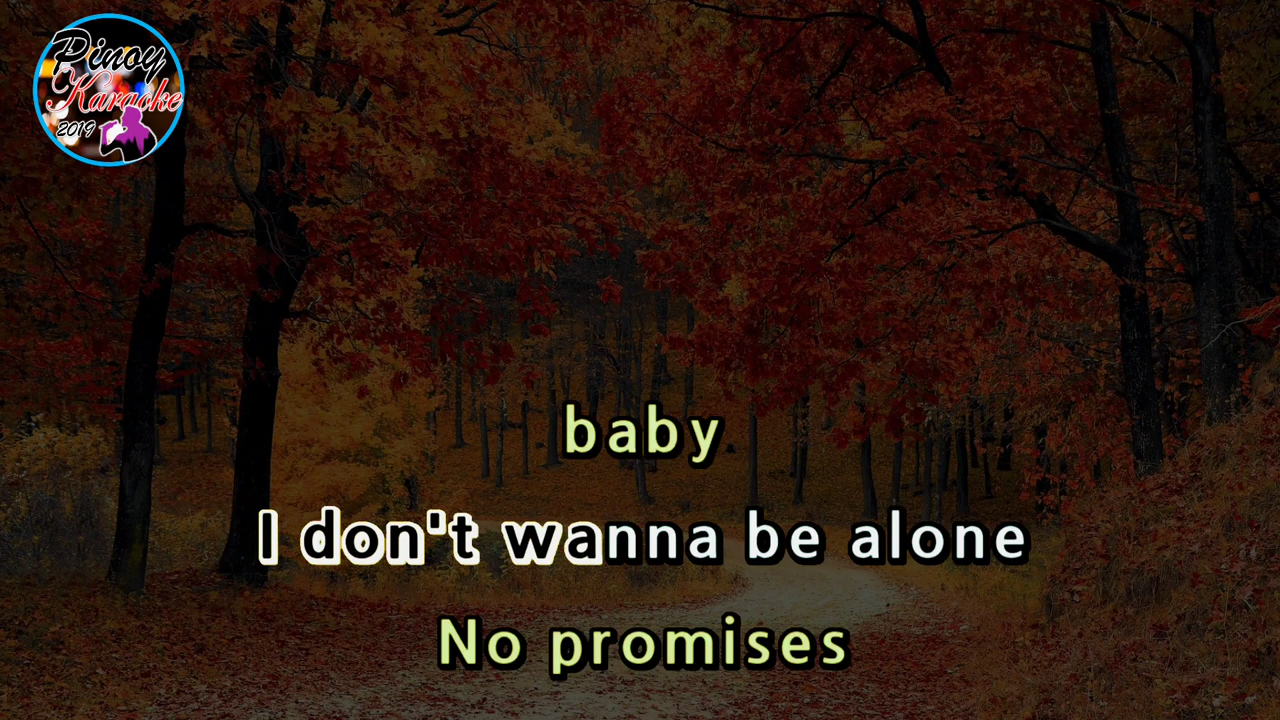 Pinoy
Karaoke
2019
baby
I don't wanna be alone
No promises